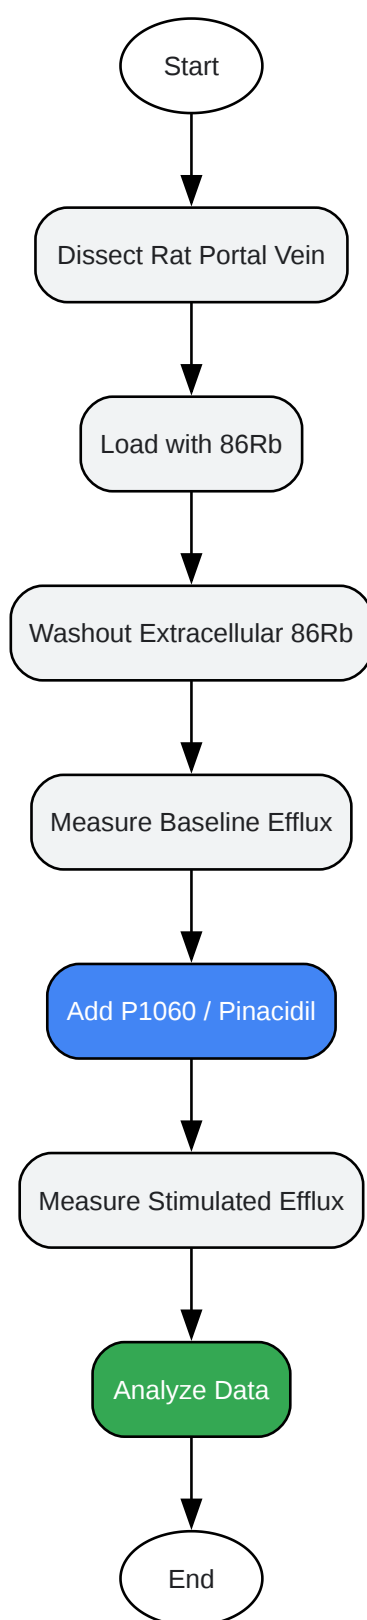 Start
Dissect Rat Portal Vein
Load with 86Rb
Washout Extracellular 86Rb
Measure Baseline Efflux
Add P1060 / Pinacidil
Measure Stimulated Efflux
Analyze Data
End